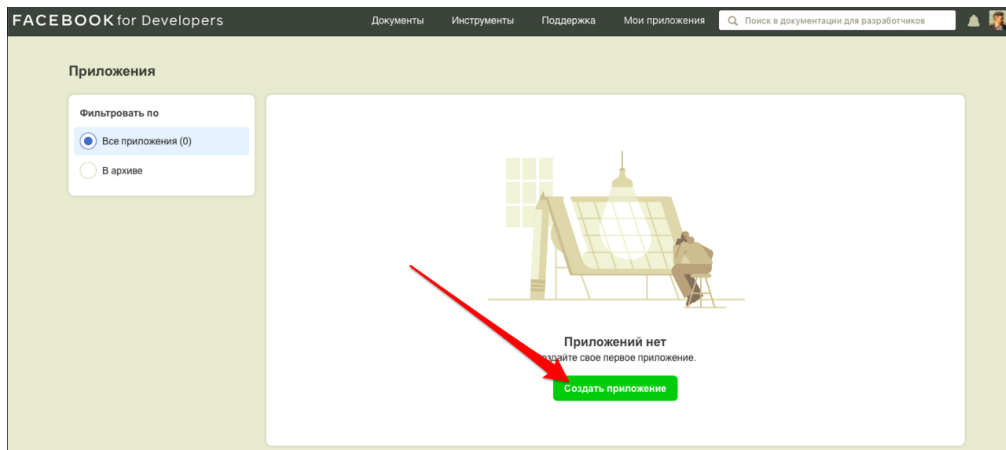 FACEBOOK for Developers Документы Инструменты Поддержка Мои приложения Поиск в документации для разработчиков
Приложения
Фильтровать по
Все приложения (0)
В архиве
Приложений нет
свое первое приложение.
Создать приложение